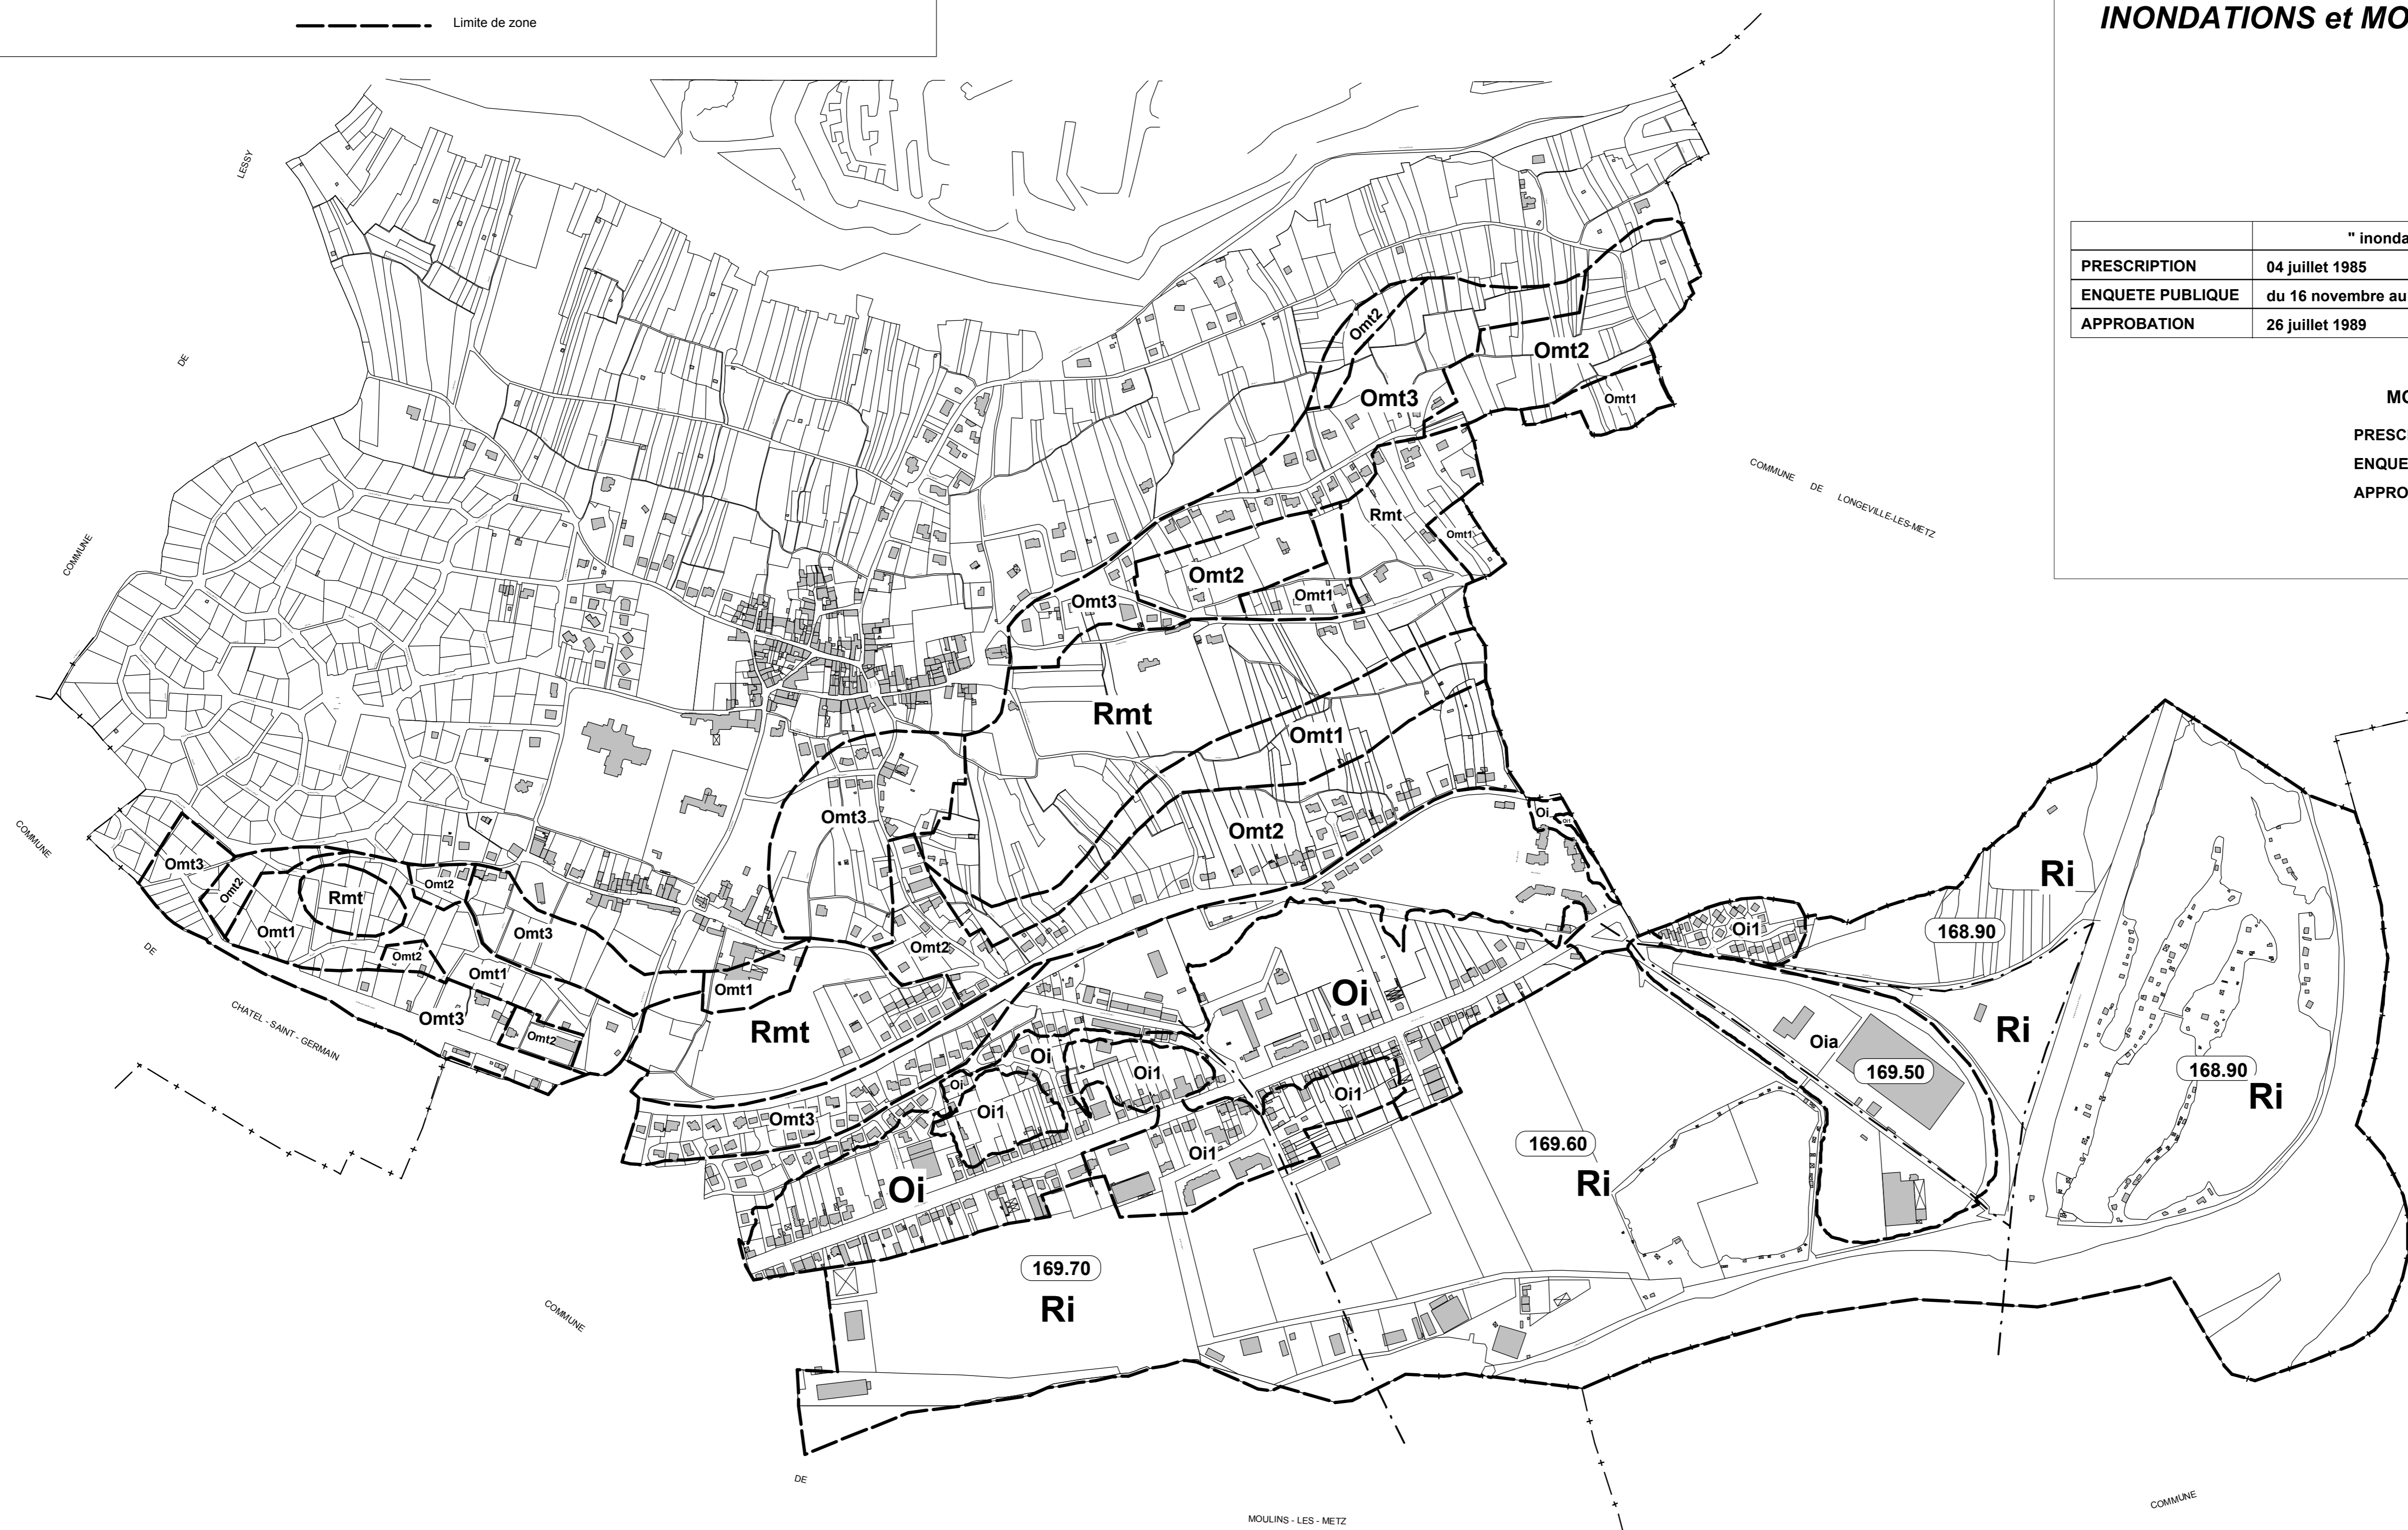 Limite de zone
INONDATIONS et MO
" inonda
PRESCRIPTION 04 juillet 1985
ENQUETE PUBLIQUE du 16 novembre au
APPROBATION 26 juillet 1989
MO
PRESCI
ENQUE
APPRO
LESSY
DE
COMMUNE
COMMUNE DE LONGEVILLE-LES-METZ
Omt2
Omt2
Omt3
Omt1
Rmt
Omt1
Omt2
Omt3
Omt1
Rmt
Omt1
Omt3
Omt2
Oi
Oi1
Ri
Omt3
Omt2
Rmt
Omt2
Omt1
Omt3
Omt2
Omt2
Oi1
168.90
Omt1
Omt1
Oi
Omt3
Rmt
Ri
Omt2
Oia
Oi
Oi1
169.50
168.90
Oi
Oi1
Oi1
Ri
Omt3
169.60
Oi1
Ri
Oi
169.70
Ri
COMMUNE
DE
CHATEL - SAINT - GERMAIN
COMMUNE
DE
MOULINS - LES - METZ
COMMUNE